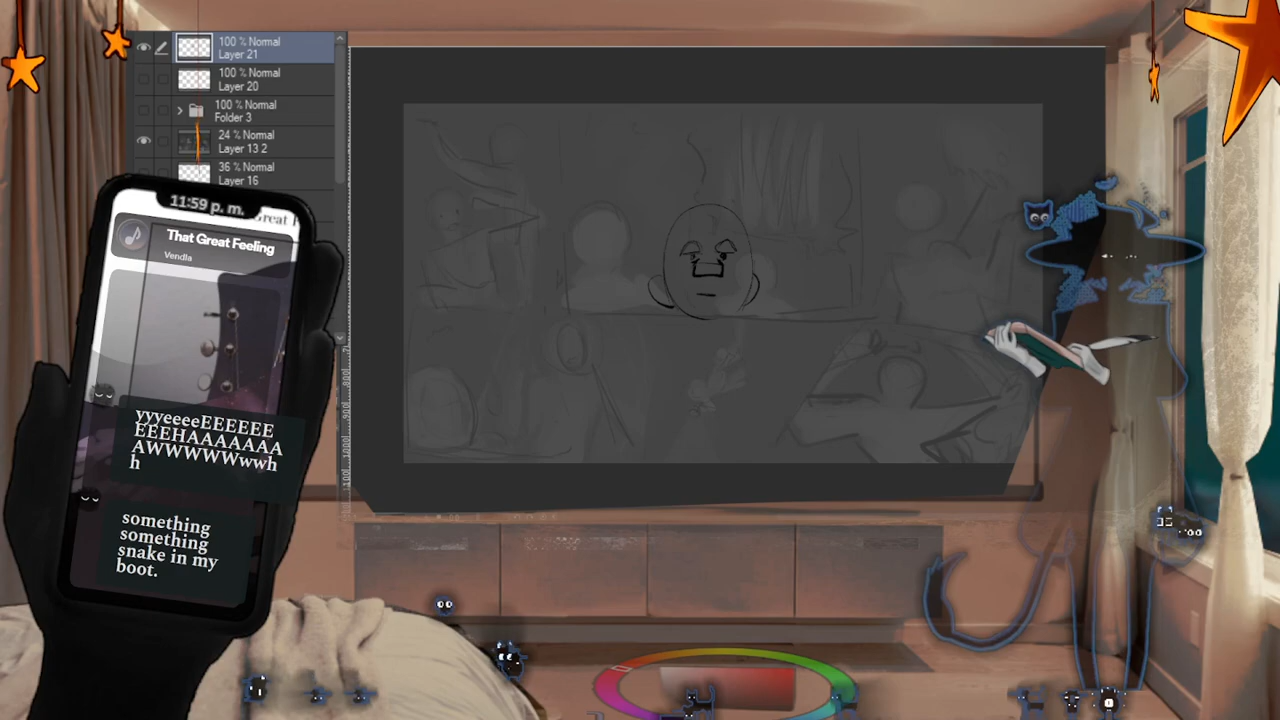 100 % Normal
Layer 21
100 % Normal
Layer 20
100 % Normal
Folder 3
24 % Normal
Layer 13 2
36 % Normal
Layer 16
11:59 p. m.
That Great Feeling
Vendla
yyyeeeeEEEEEE
EEEHAAAAAAA
AWWWWWwwh
h
something
something
snake in my
boot.